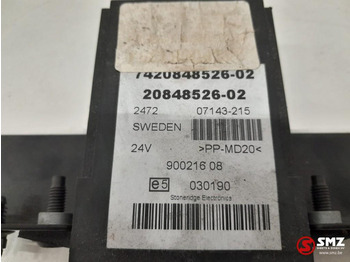 7420848526-02
20848526-02
2472 07143-215
SWEDEN
24V >PP-MD20<
900216 08
e5 030190
Stoneridge Electronics
SMZ